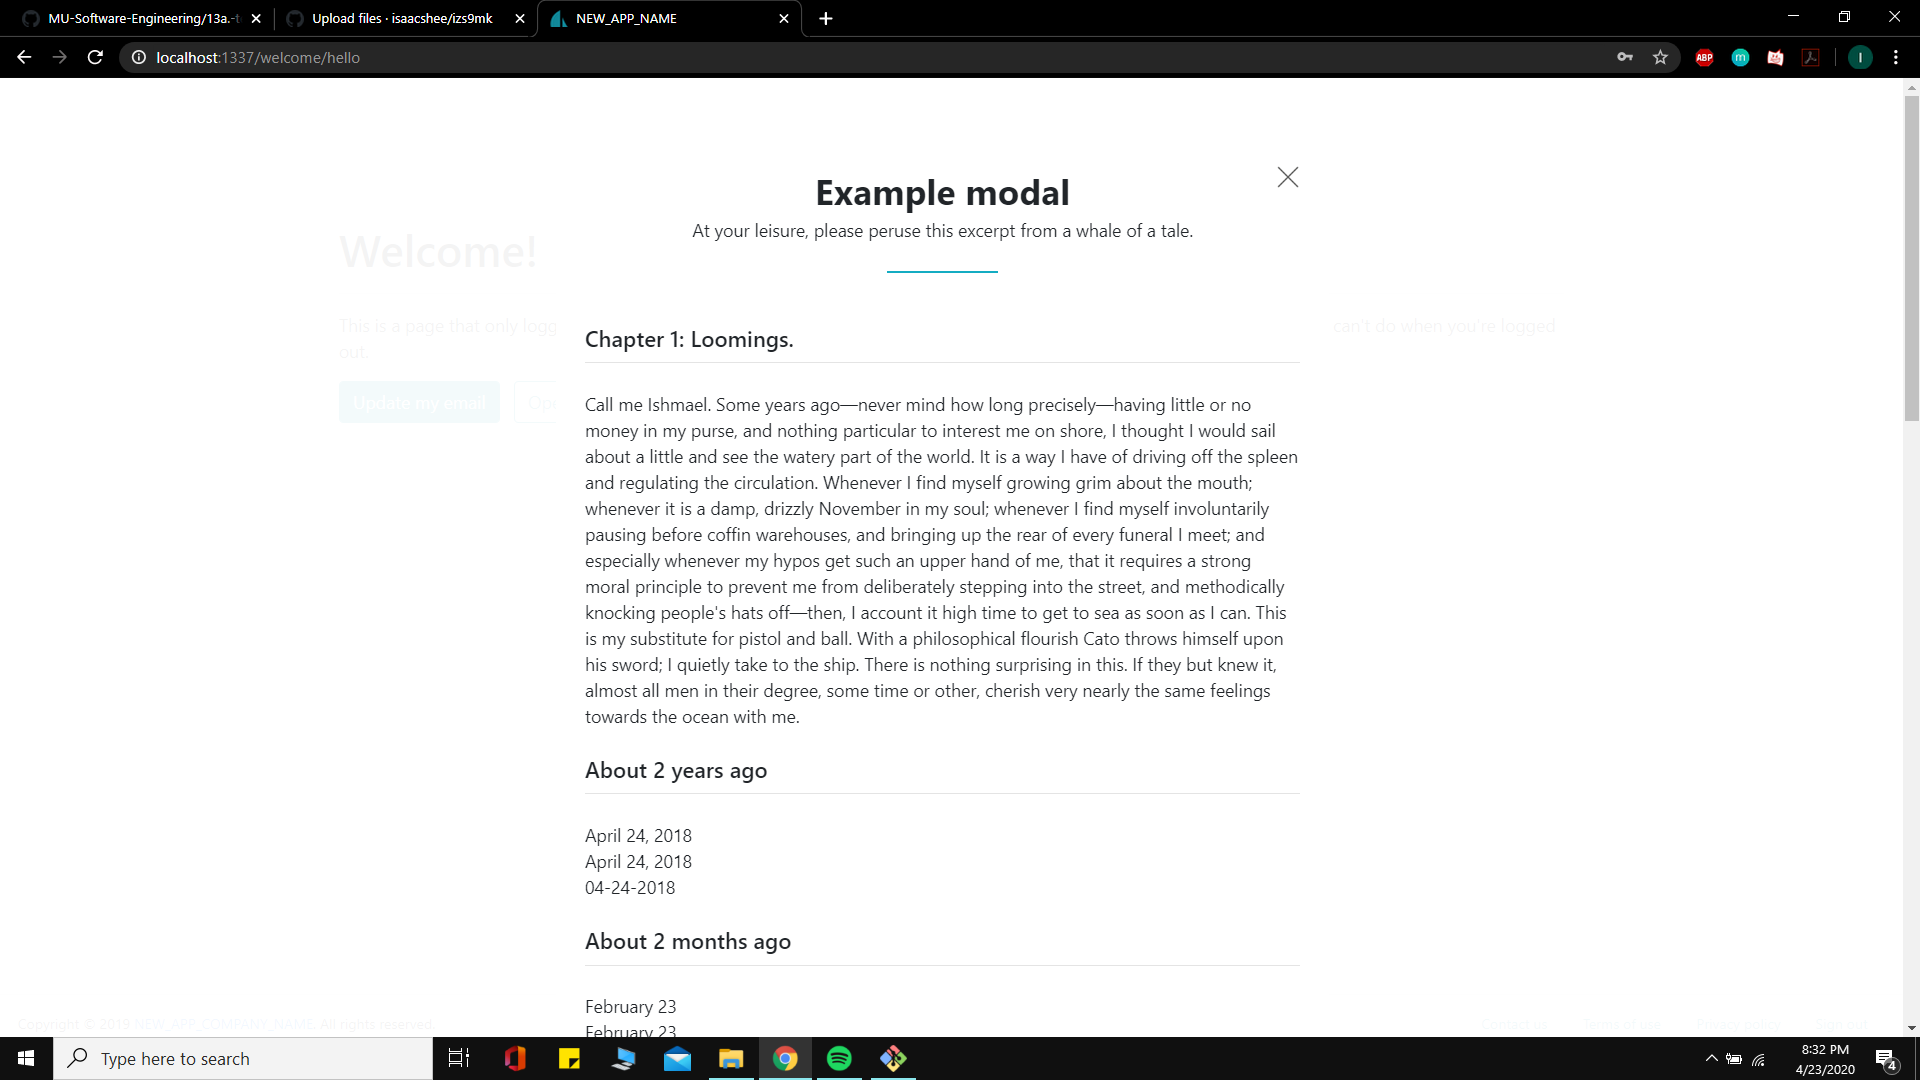 MU-Software-Engineering/13a.-t
Upload files · isaacshee/izs9mk
NEW_APP_NAME
localhost:1337/welcome/hello
ABP
m
I
Example modal
At your leisure, please peruse this excerpt from a whale of a tale.
Welcome!
This is a page that only logg
can't do when you're logged
out.
Update my email
Ope
Chapter 1: Loomings.
Call me Ishmael. Some years ago—never mind how long precisely—having little or no
money in my purse, and nothing particular to interest me on shore, I thought I would sail
about a little and see the watery part of the world. It is a way I have of driving off the spleen
and regulating the circulation. Whenever I find myself growing grim about the mouth;
whenever it is a damp, drizzly November in my soul; whenever I find myself involuntarily
pausing before coffin warehouses, and bringing up the rear of every funeral I meet; and
especially whenever my hypos get such an upper hand of me, that it requires a strong
moral principle to prevent me from deliberately stepping into the street, and methodically
knocking people's hats off—then, I account it high time to get to sea as soon as I can. This
is my substitute for pistol and ball. With a philosophical flourish Cato throws himself upon
his sword; I quietly take to the ship. There is nothing surprising in this. If they but knew it,
almost all men in their degree, some time or other, cherish very nearly the same feelings
towards the ocean with me.
About 2 years ago
April 24, 2018
April 24, 2018
04-24-2018
About 2 months ago
February 23
February 23
Copyright © 2019 NEW_APP_COMPANY_NAME. All rights reserved.
Type here to search
8:32 PM
4/23/2020
4